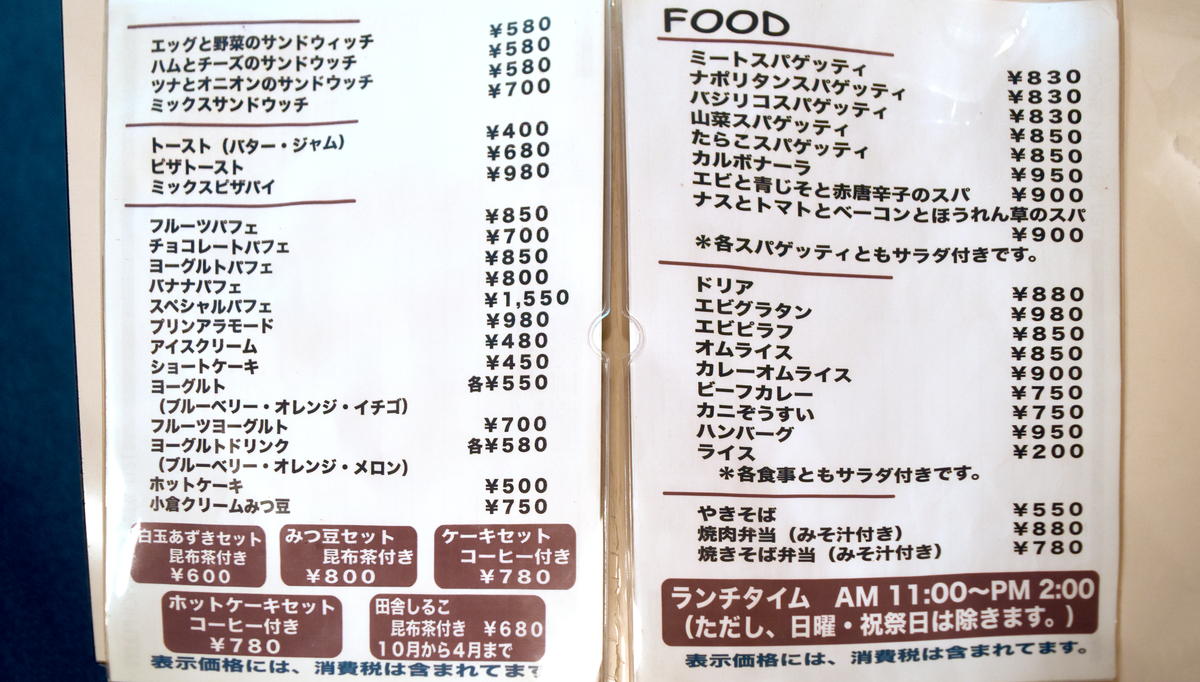 エッグと野菜のサンドウィッチ ¥580
ハムとチーズのサンドウッチ ¥580
ツナとオニオンのサンドウッチ ¥580
ミックスサンドウッチ ¥700
トースト（バター・ジャム） ¥400
ピザトースト ¥680
ミックスピザパイ ¥980
フルーツパフェ ¥850
チョコレートパフェ ¥700
ヨーグルトパフェ ¥850
バナナパフェ ¥800
スペシャルパフェ ¥1,550
プリンアラモード ¥980
アイスクリーム ¥480
ショートケーキ ¥450
ヨーグルト 各¥550
（ブルーベリー・オレンジ・イチゴ）
フルーツヨーグルト ¥700
ヨーグルトドリンク 各¥580
（ブルーベリー・オレンジ・メロン）
ホットケーキ ¥500
小倉クリームみつ豆 ¥750
白玉あずきセット
昆布茶付き
¥600
みつ豆セット
昆布茶付き
¥800
ケーキセット
コーヒー付き
¥780
ホットケーキセット
コーヒー付き
¥780
田舎しるこ
昆布茶付き ¥680
10月から4月まで
表示価格には、消費税は含まれてます
FOOD
ミートスパゲッティ ¥830
ナポリタンスパゲッティ ¥830
バジリコスパゲッティ ¥830
山菜スパゲッティ ¥850
たらこスパゲッティ ¥850
カルボナーラ ¥950
エビと青じそと赤唐辛子のスパ ¥900
ナスとトマトとベーコンとほうれん草のスパ
¥900
＊各スパゲッティともサラダ付きです。
ドリア ¥880
エビグラタン ¥980
エビピラフ ¥850
オムライス ¥850
カレーオムライス ¥900
ビーフカレー ¥750
カニぞうすい ¥750
ハンバーグ ¥950
ライス ¥200
＊各食事ともサラダ付きです。
やきそば ¥550
焼肉弁当（みそ汁付き） ¥880
焼きそば弁当（みそ汁付き） ¥780
ランチタイム AM 11:00～PM 2:00
（ただし、日曜・祝祭日は除きます。）
表示価格には、消費税は含まれてます。